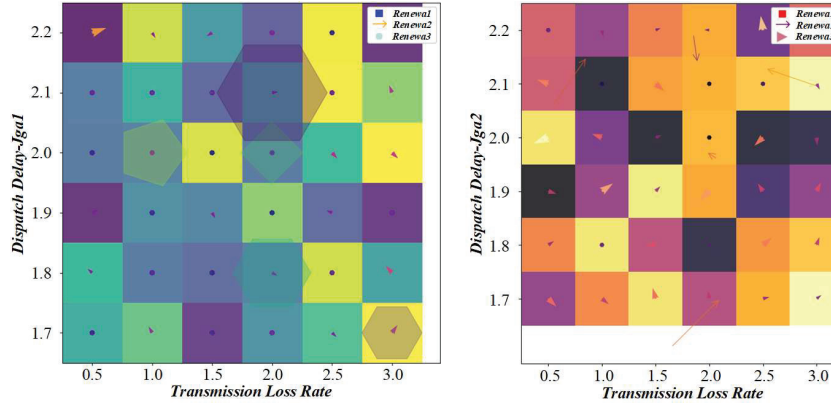 Dispatch Delay-Jga1
2.2
2.1
2.0
1.9
1.8
1.7
0.5 1.0 1.5 2.0 2.5 3.0
Transmission Loss Rate
Renewa1
Renewa2
Renewa3
Dispatch Delay-Jga2
2.2
2.1
2.0
1.9
1.8
1.7
0.5 1.0 1.5 2.0 2.5 3.0
Transmission Loss Rate